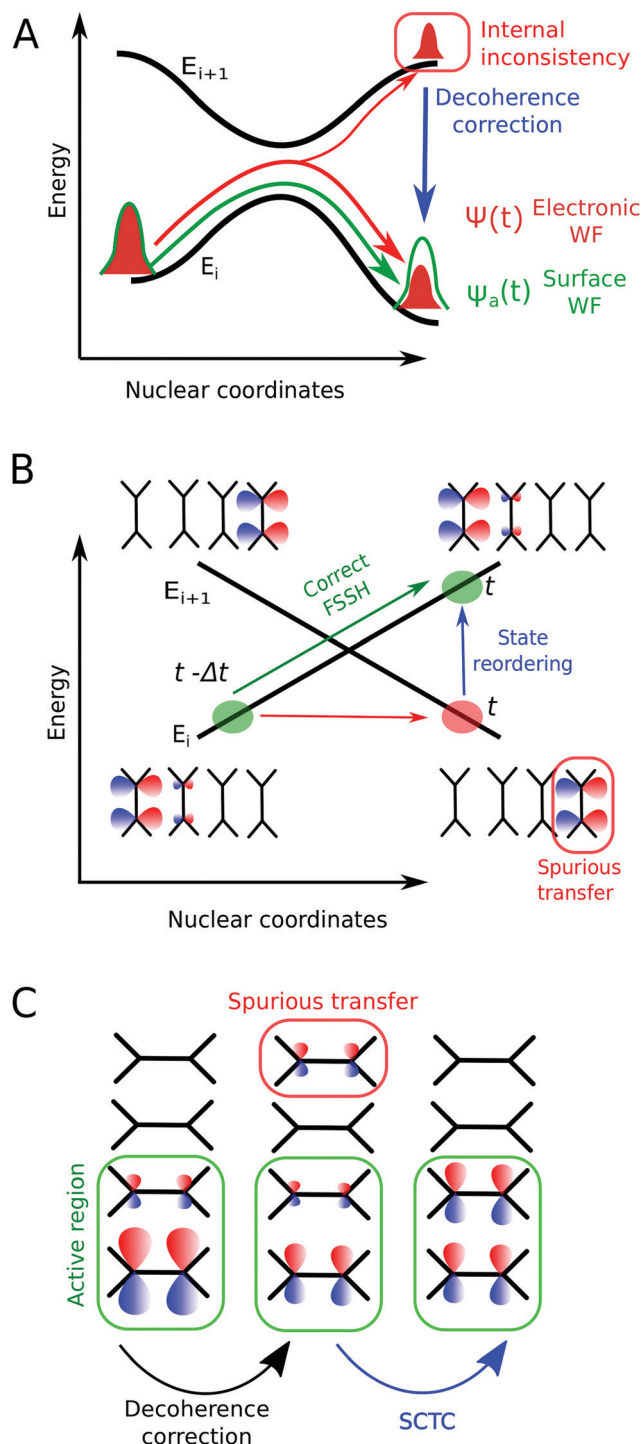 A
Internal
inconsistency
E_{i+1}
Decoherence
correction
Energy
Ψ(t) Electronic
WF
E_i
ψ_a(t) Surface
WF
Nuclear coordinates
B
E_{i+1}
Correct
FSSH
t
t -Δt
State
reordering
Energy
t
E_i
Spurious
transfer
Nuclear coordinates
C
Spurious transfer
Active region
Decoherence
correction
SCTC